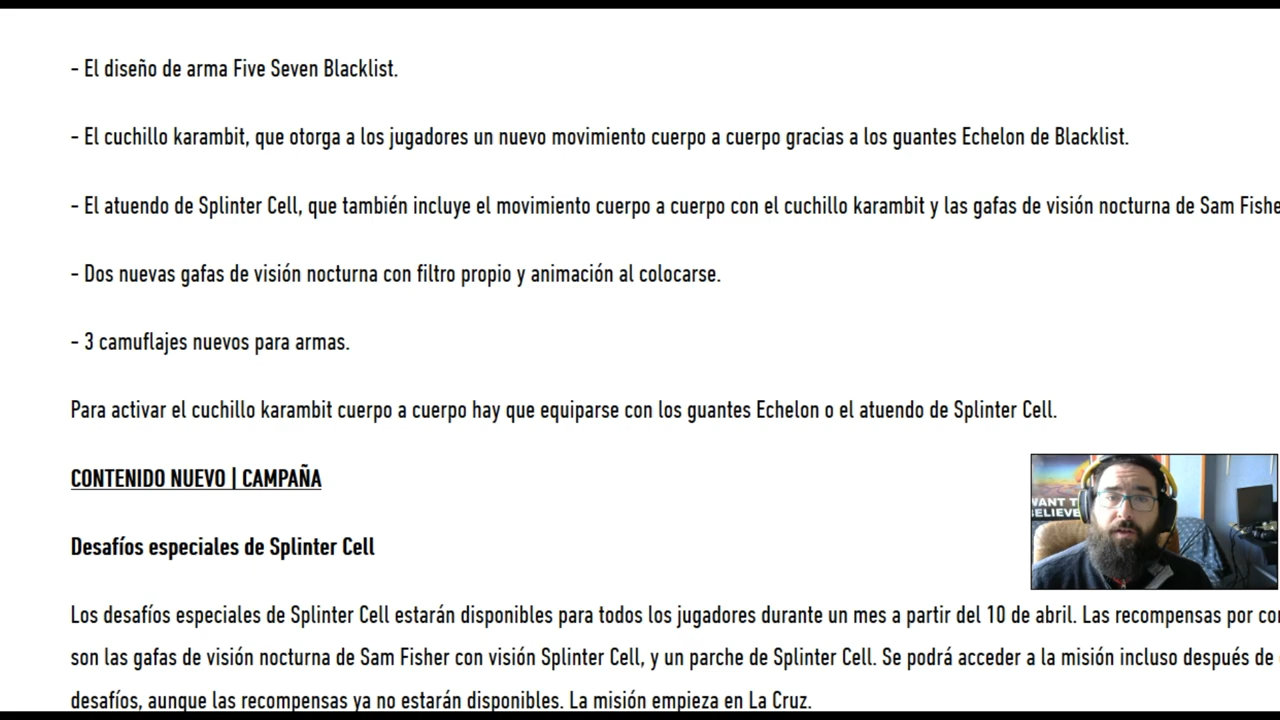 - El diseño de arma Five Seven Blacklist.
- El cuchillo karambit, que otorga a los jugadores un nuevo movimiento cuerpo a cuerpo gracias a los guantes Echelon de Blacklist.
- El atuendo de Splinter Cell, que también incluye el movimiento cuerpo a cuerpo con el cuchillo karambit y las gafas de visión nocturna de Sam Fishe
- Dos nuevas gafas de visión nocturna con filtro propio y animación al colocarse.
- 3 camuflajes nuevos para armas.
Para activar el cuchillo karambit cuerpo a cuerpo hay que equiparse con los guantes Echelon o el atuendo de Splinter Cell.
CONTENIDO NUEVO | CAMPAÑA
WANT T
BELIEVE
Desafíos especiales de Splinter Cell
Los desafíos especiales de Splinter Cell estarán disponibles para todos los jugadores durante un mes a partir del 10 de abril. Las recompensas por
son las gafas de visión nocturna de Sam Fisher con visión Splinter Cell, y un parche de Splinter Cell. Se podrá acceder a la misión incluso después de
desafíos, aunque las recompensas ya no estarán disponibles. La misión empieza en La Cruz.